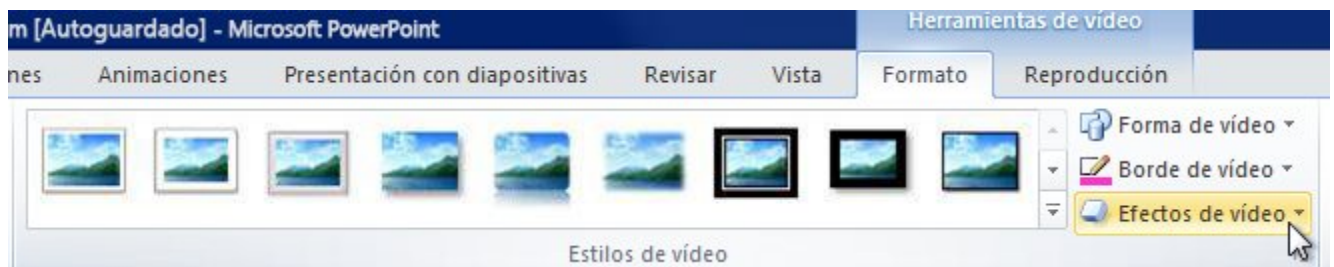 m [Autoguardado] - Microsoft PowerPoint
Herramientas de vídeo
nes Animaciones Presentación con diapositivas Revisar Vista Formato Reproducción
Forma de vídeo
Borde de vídeo
Efectos de vídeo
Estilos de vídeo